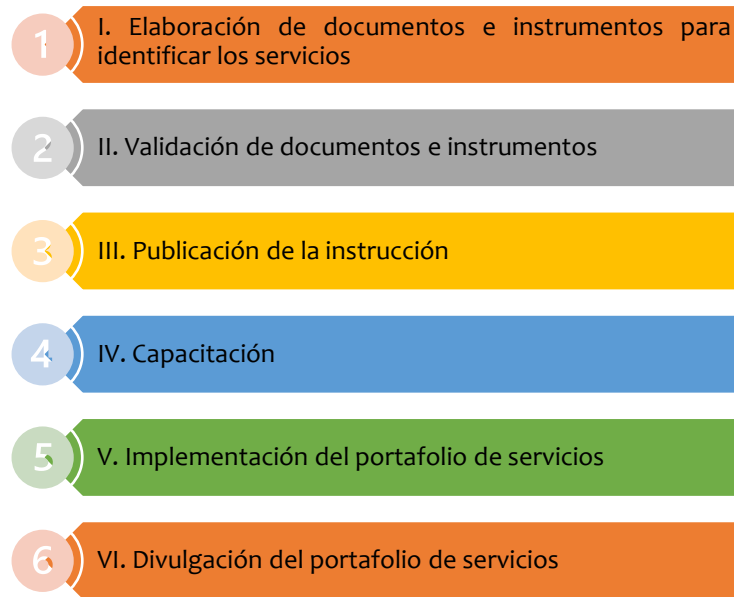 1
I. Elaboración de documentos e instrumentos para
identificar los servicios
2
II. Validación de documentos e instrumentos
3
III. Publicación de la instrucción
4
IV. Capacitación
5
V. Implementación del portafolio de servicios
6
VI. Divulgación del portafolio de servicios